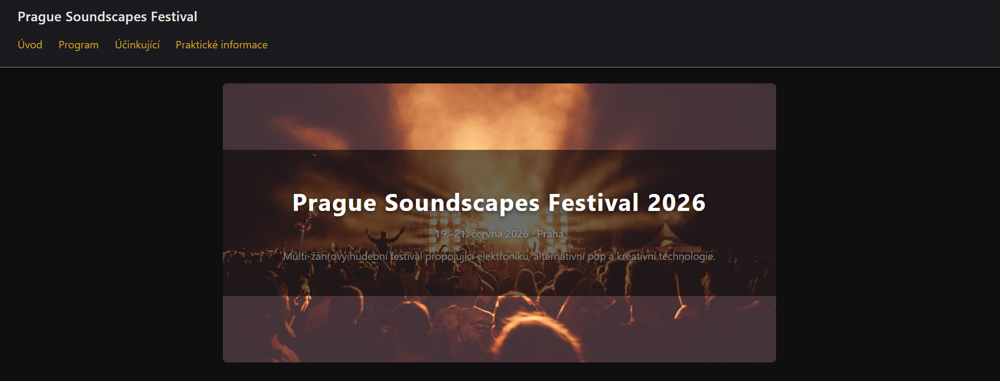 Prague Soundscapes Festival
Úvod Program Účinkující Praktické informace
Prague Soundscapes Festival 2026
19.–21. června 2026 · Praha
Multi-žánrový hudební festival propojující elektroniku, alternativní pop a kreativní technologie.